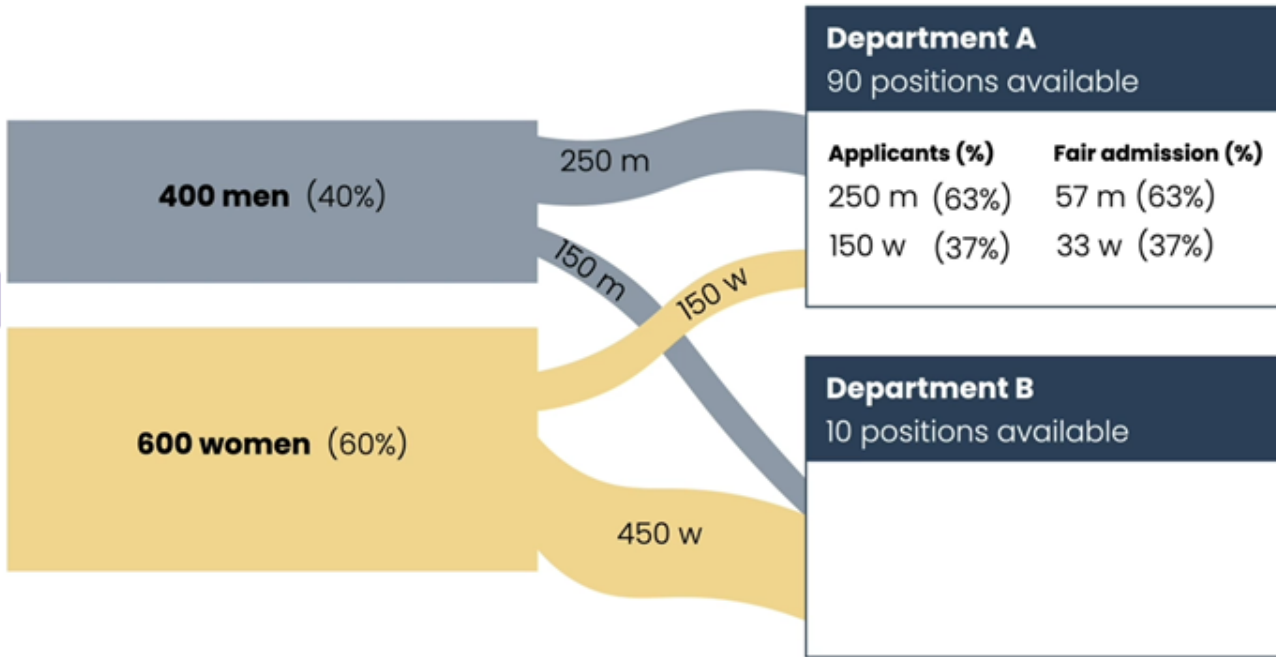 400 men (40%)
600 women (60%)
250 m
150 m
150 w
450 w
Department A
90 positions available
Applicants (%) Fair admission (%)
250 m (63%) 57 m (63%)
150 w (37%) 33 w (37%)
Department B
10 positions available